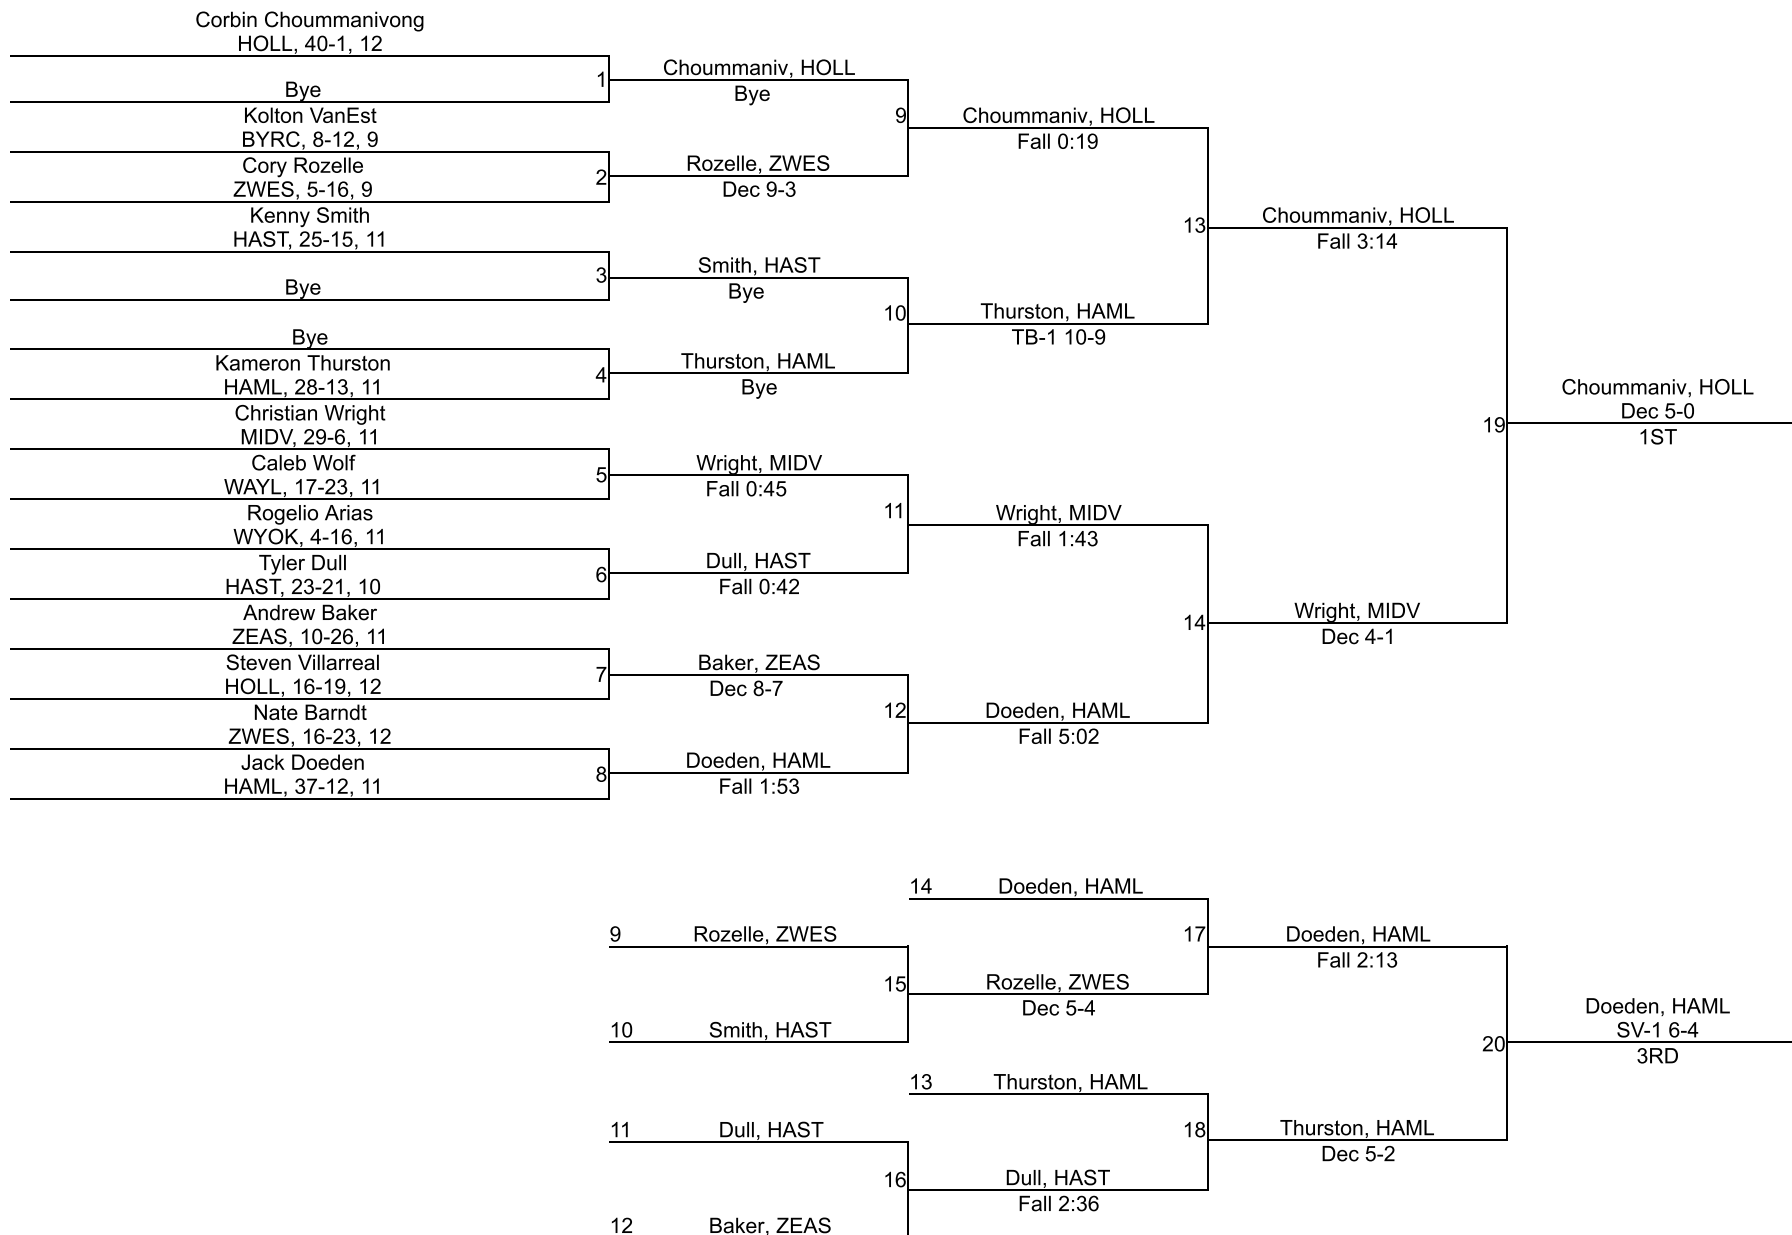 Corbin Choummanivong
HOLL, 40-1, 12
Bye
Kolton VanEst
BYRC, 8-12, 9
Cory Rozelle
ZWES, 5-16, 9
Kenny Smith
HAST, 25-15, 11
Bye
Bye
Kameron Thurston
HAML, 28-13, 11
Christian Wright
MIDV, 29-6, 11
Caleb Wolf
WAYL, 17-23, 11
Rogelio Arias
WYOK, 4-16, 11
Tyler Dull
HAST, 23-21, 10
Andrew Baker
ZEAS, 10-26, 11
Steven Villarreal
HOLL, 16-19, 12
Nate Barndt
ZWES, 16-23, 12
Jack Doeden
HAML, 37-12, 11
1
Choummaniv, HOLL
Bye
2
Rozelle, ZWES
Dec 9-3
3
Smith, HAST
Bye
4
Thurston, HAML
Bye
5
Wright, MIDV
Fall 0:45
6
Dull, HAST
Fall 0:42
7
Baker, ZEAS
Dec 8-7
8
Doeden, HAML
Fall 1:53
9
Choummaniv, HOLL
Fall 0:19
10
Thurston, HAML
TB-1 10-9
11
Wright, MIDV
Fall 1:43
12
Doeden, HAML
Fall 5:02
13
Choummaniv, HOLL
Fall 3:14
14
Wright, MIDV
Dec 4-1
19
Choummaniv, HOLL
Dec 5-0
1ST
14 Doeden, HAML
9 Rozelle, ZWES
10 Smith, HAST
15
Rozelle, ZWES
Dec 5-4
17
Doeden, HAML
Fall 2:13
13 Thurston, HAML
11 Dull, HAST
12 Baker, ZEAS
16
Dull, HAST
Fall 2:36
18
Thurston, HAML
Dec 5-2
20
Doeden, HAML
SV-1 6-4
3RD